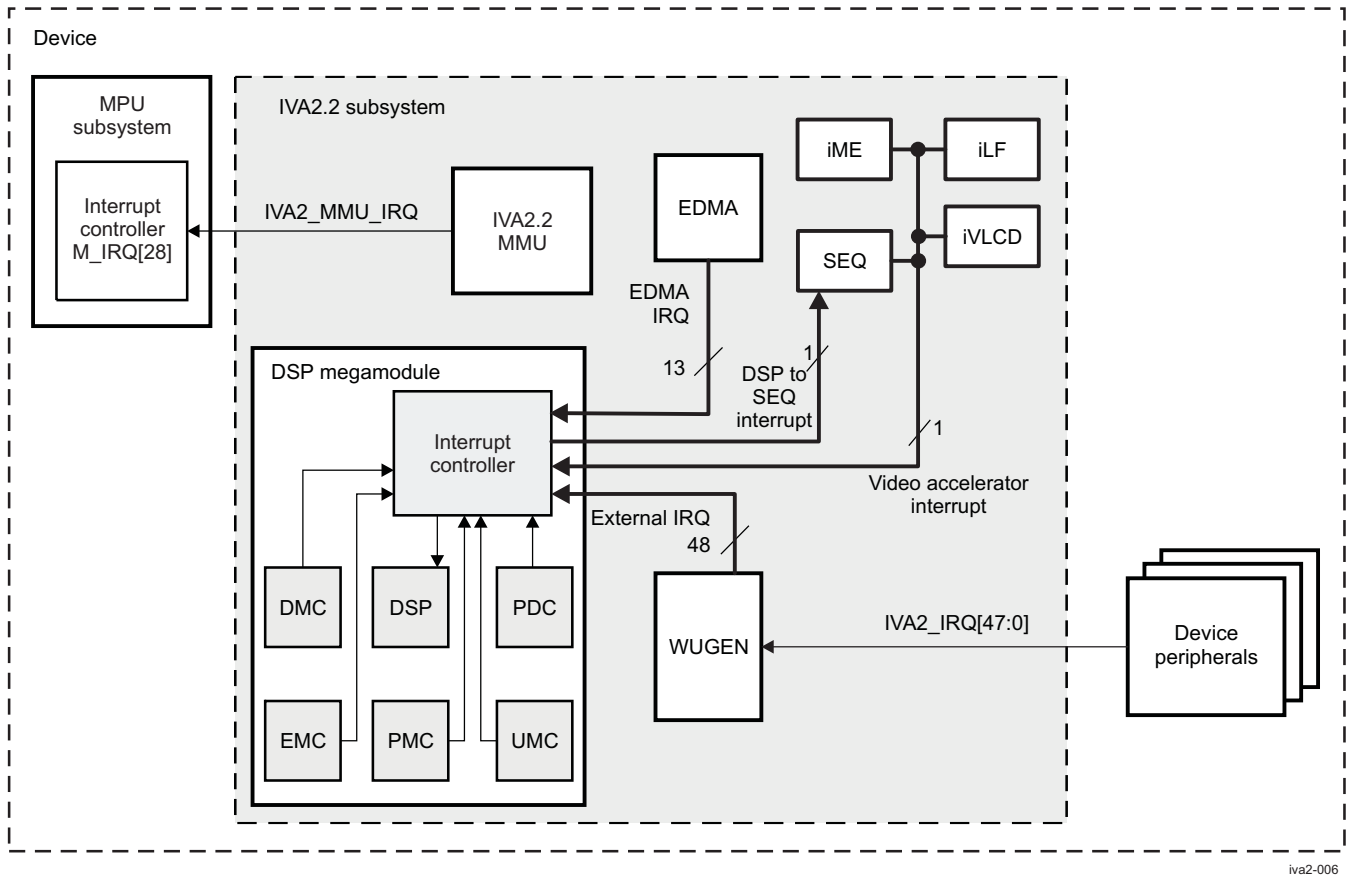 Device
MPU
subsystem
Interrupt
controller
M_IRQ[28]
IVA2.2 subsystem
IVA2_MMU_IRQ
IVA2.2
MMU
EDMA
iME
iLF
iVLCD
SEQ
EDMA
IRQ
13
1
DSP to
SEQ
interrupt
1
Video accelerator
interrupt
DSP megamodule
Interrupt
controller
External IRQ
48
DMC
DSP
PDC
EMC
PMC
UMC
WUGEN
IVA2_IRQ[47:0]
Device
peripherals
iva2-006